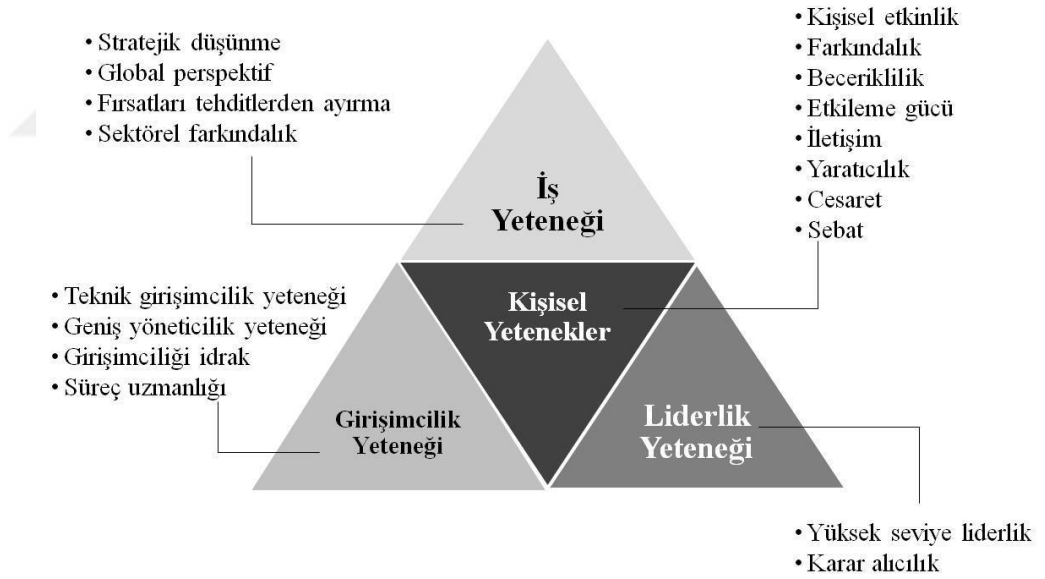 • Stratejik düşünme
• Global perspektif
• Fırsatları tehditlerden ayırma
• Sektörel farkındalık
• Kişisel etkinlik
• Farkındalık
• Beceriklilik
• Etkileme gücü
• İletişim
• Yaratıcılık
• Cesaret
• Sebat
İş
Yeteneği
• Teknik girişimcilik yeteneği
• Geniş yöneticilik yeteneği
• Girişimciliği idrak
• Süreç uzmanlığı
Kişisel
Yetenekler
Girişimcilik
Yeteneği
Liderlik
Yeteneği
• Yüksek seviye liderlik
• Karar alıcılık